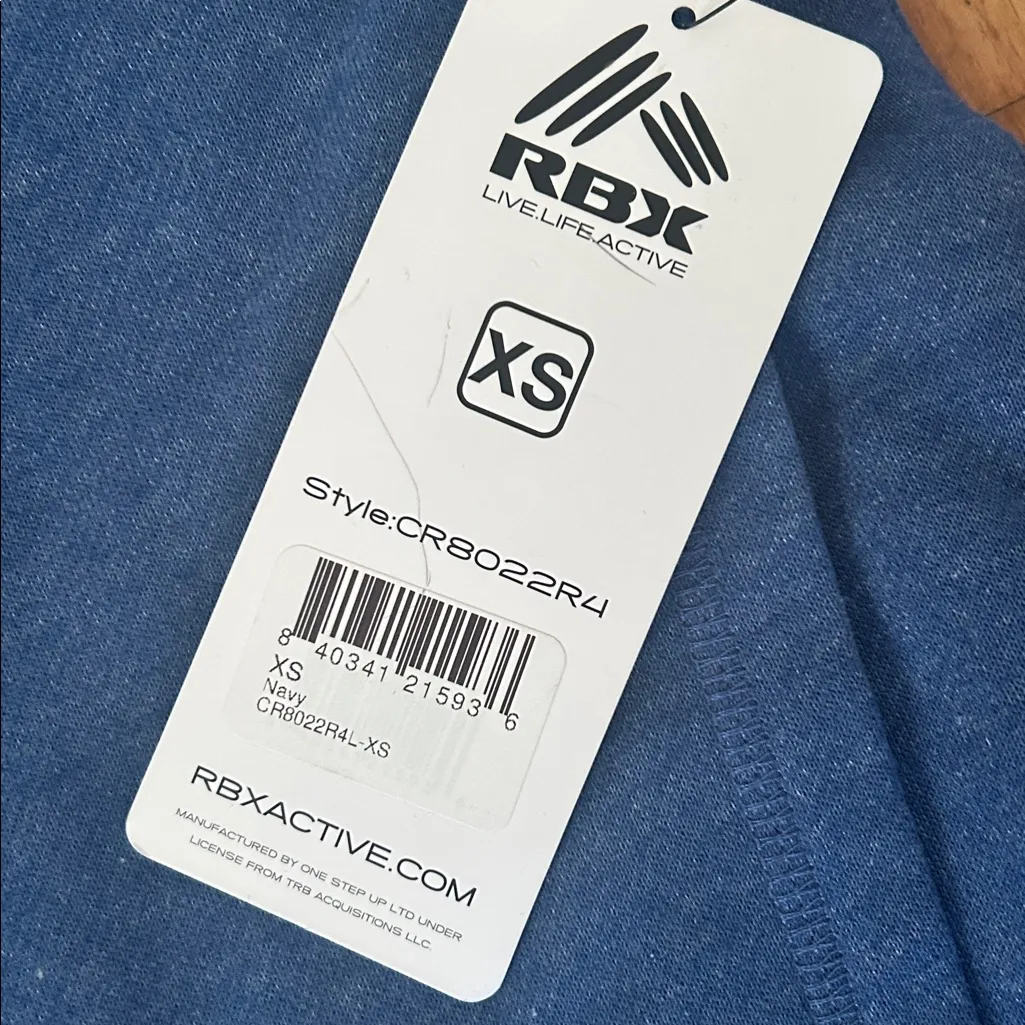 RBX
LIVE.LIFE.ACTIVE
XS
Style:CR8022R4
8 40341 21593 6
XS
Navy
CR8022R4L-XS
RBXACTIVE.COM
MANUFACTURED BY ONE STEP UP LTD UNDER
LICENSE FROM TRB ACQUISITIONS LLC.